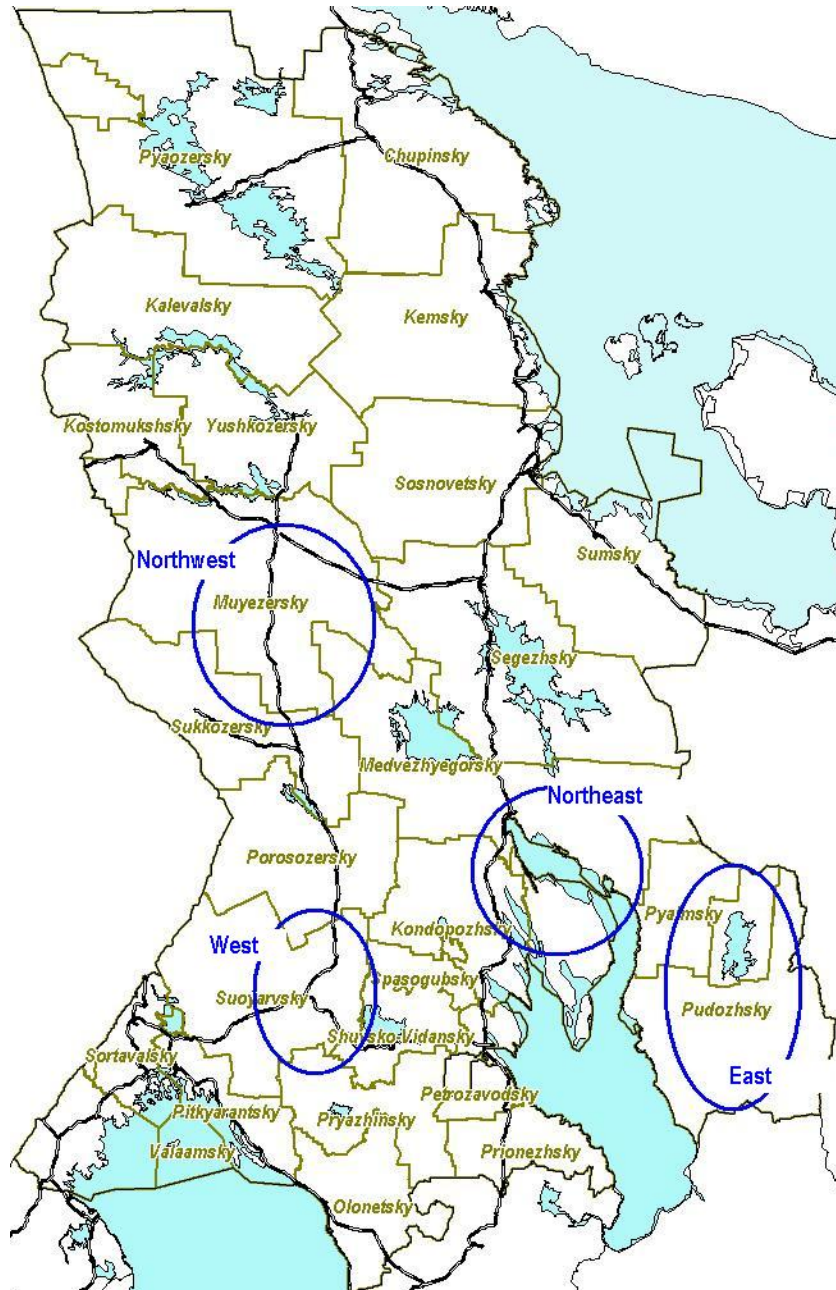 Pyaozersky
Chupinsky
Kalevalsky
Kemsky
Kostomukshsky
Yushkozersky
Sosnovetsky
Northwest
Sumsky
Muyezersky
Segezhsky
Sukkozersky
Medvezhyegorsky
Northeast
Porosozersky
Pyalmsky
Kondopozhsky
West
Spasogubsky
Suoyarvsky
Pudozhsky
Shuysko-Vidansky
Sortavalsky
East
Petrozavodsky
Pitkyarantsky
Pryazhinsky
Valaamsky
Prionezhsky
Olonetsky